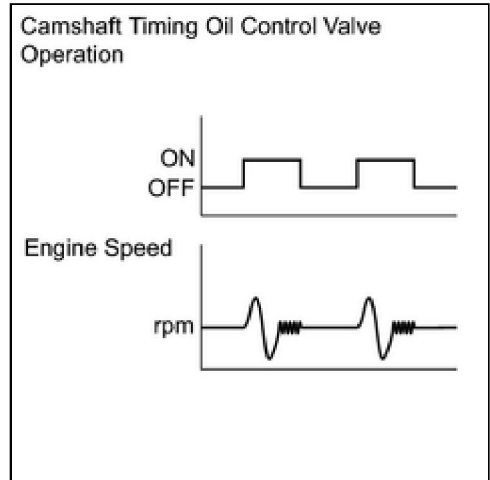 Camshaft Timing Oil Control Valve
Operation
ON
OFF
Engine Speed
rpm